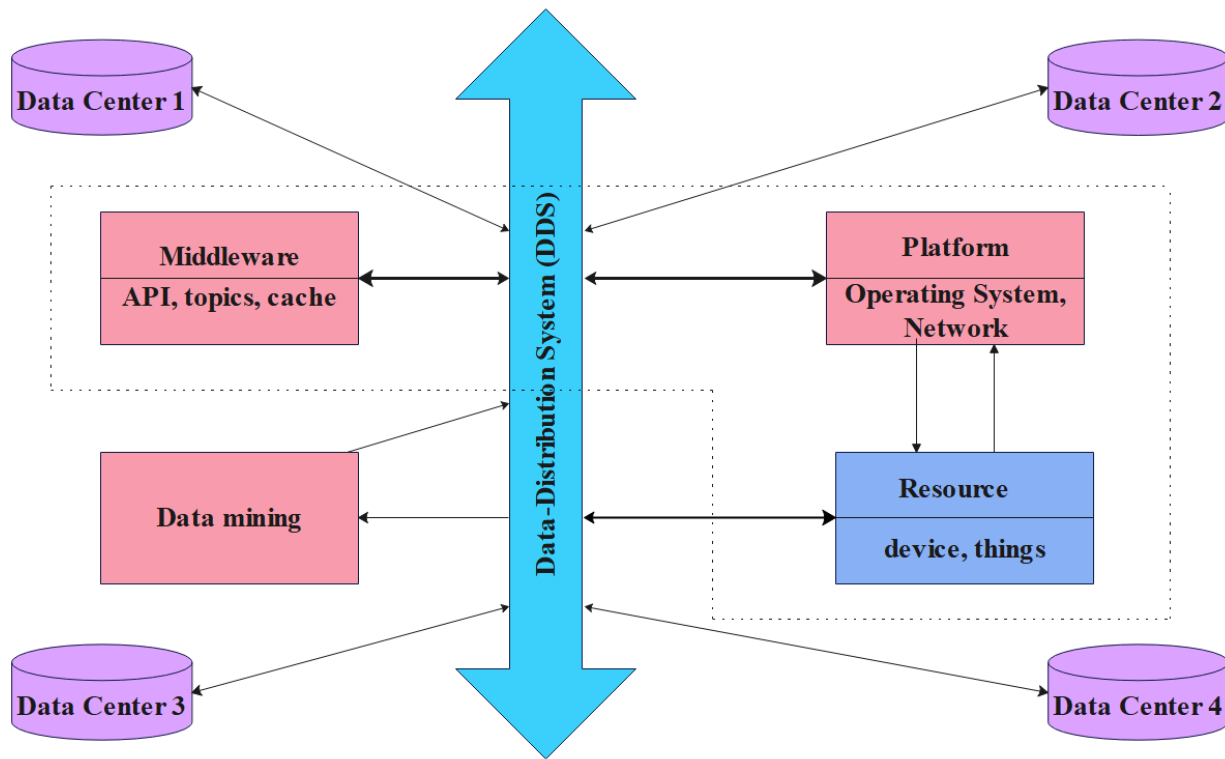 Data Center 1
Data Center 2
Data-Distribution System (DDS)
Middleware
API, topics, cache
Platform
Operating System,
Network
Data mining
Resource
device, things
Data Center 3
Data Center 4